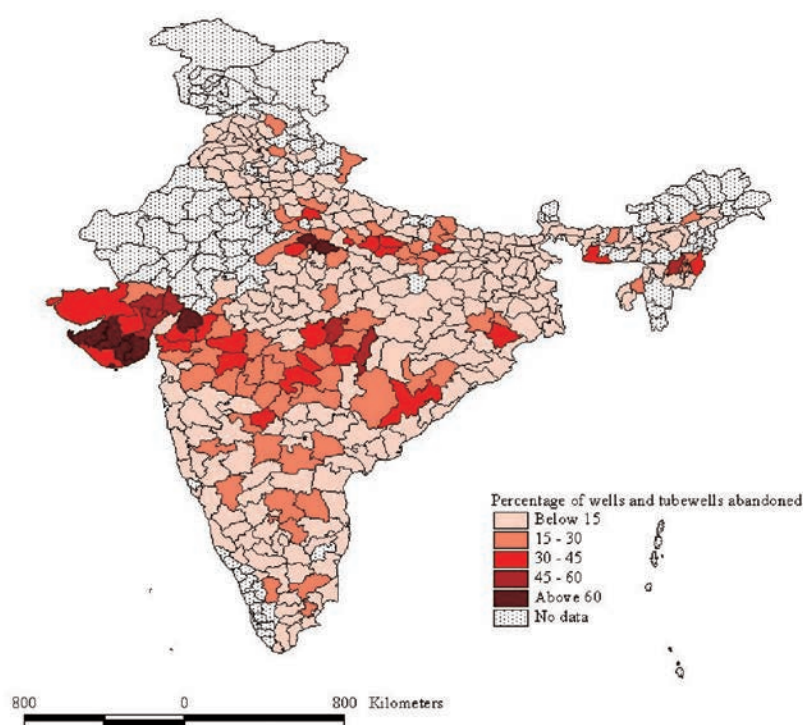 Percentage of wells and tubewells abandoned
Below 15
15 - 30
30 - 45
45 - 60
Above 60
No data
800 0 800 Kilometers